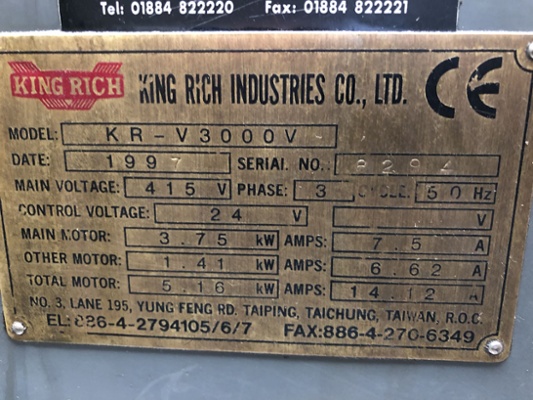 Tel: 01884 822220 Fax: 01884 822221
KING RICH KING RICH INDUSTRIES CO., LTD. CE
MODEL: KR-V3000V
DATE: 1997 SERIAL NO. 8294
MAIN VOLTAGE: 415 V PHASE: 3 CYCLE: 50 Hz
CONTROL VOLTAGE: 24 V V
MAIN MOTOR: 3.75 kW AMPS: 7.5 A
OTHER MOTOR: 1.41 kW AMPS: 6.62 A
TOTAL MOTOR: 5.16 kW AMPS: 14.12 A
NO. 3, LANE 195, YUNG FENG RD. TAIPING, TAICHUNG, TAIWAN, R.O.C.
TEL:886-4-2794105/6/7 FAX:886-4-270-6349